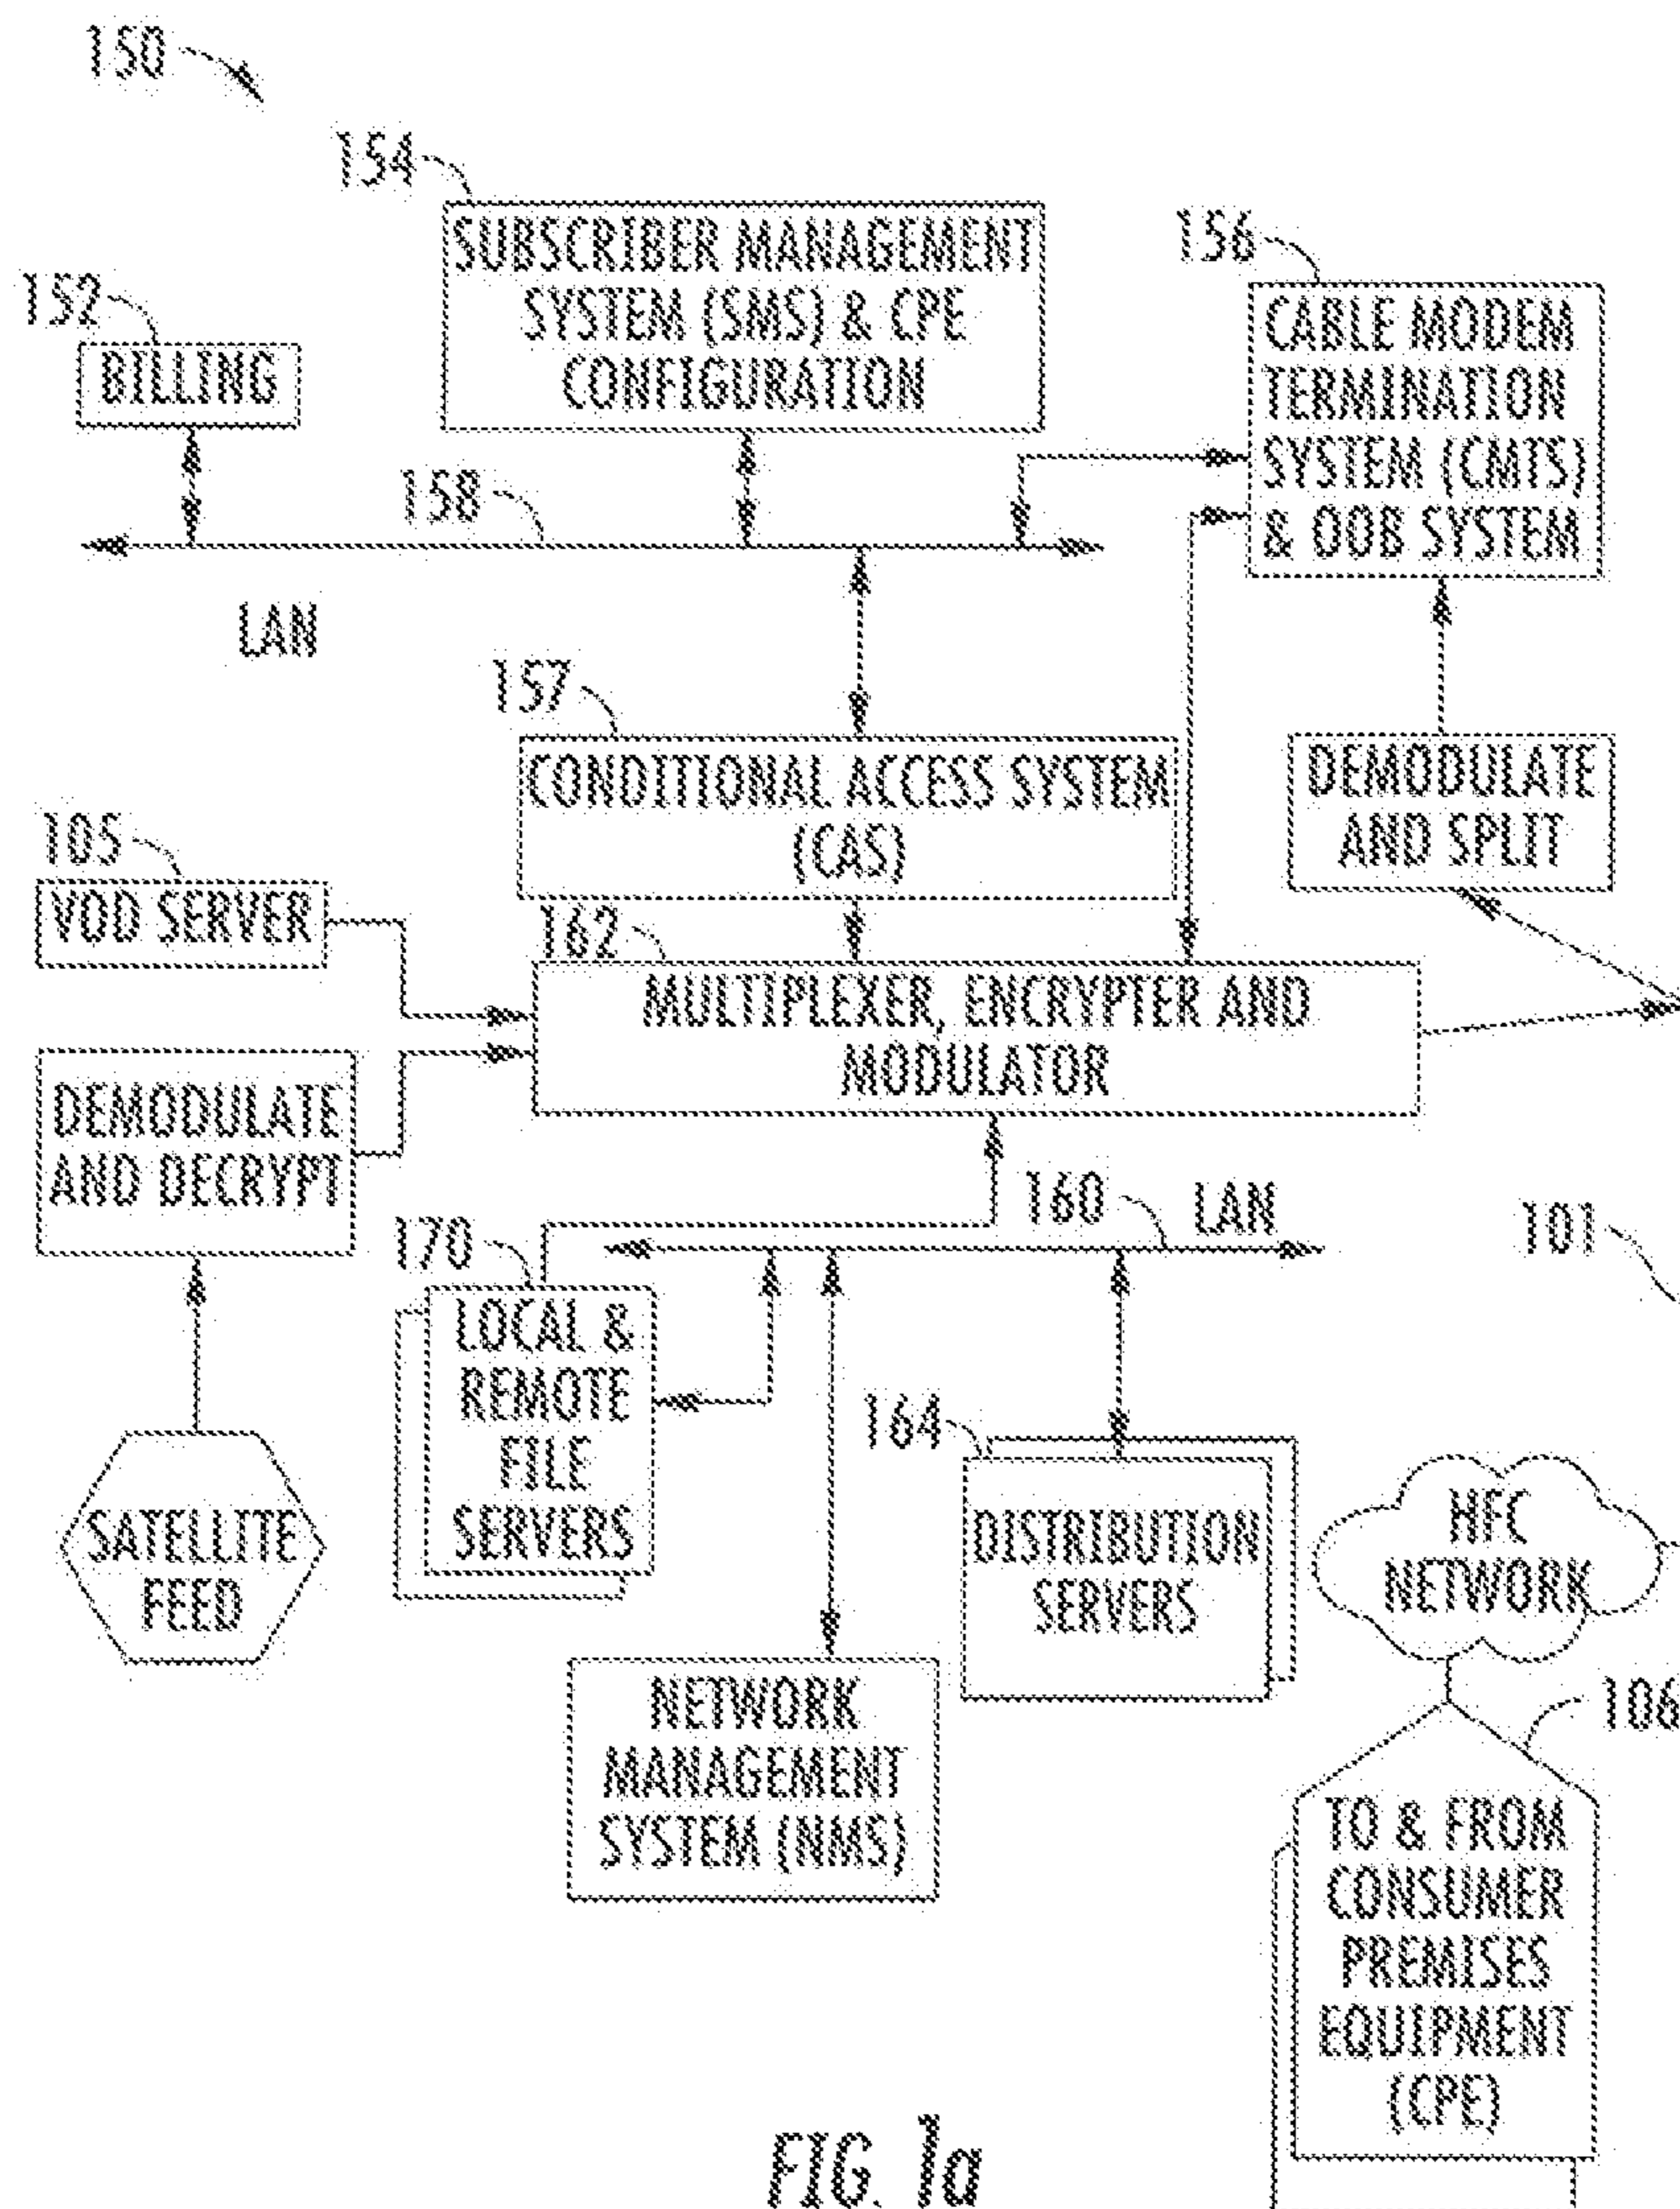 150
154
SUBSCRIBER MANAGEMENT
SYSTEM (SMS) & CPE
CONFIGURATION
156
CABLE MODEM
TERMINATION
SYSTEM (CMTS)
& OOB SYSTEM
152
BILLING
158
LAN
157
CONDITIONAL ACCESS SYSTEM
(CAS)
DEMODULATE
AND SPLIT
105
VOD SERVER
162
MULTIPLEXER, ENCRYPTER AND
MODULATOR
DEMODULATE
AND DECRYPT
160
LAN
101
170
LOCAL &
REMOTE
FILE
SERVERS
164
DISTRIBUTION
SERVERS
HFC
NETWORK
SATELLITE
FEED
106
NETWORK
MANAGEMENT
SYSTEM (NMS)
TO & FROM
CONSUMER
PREMISES
EQUIPMENT
(CPE)
FIG. 1a